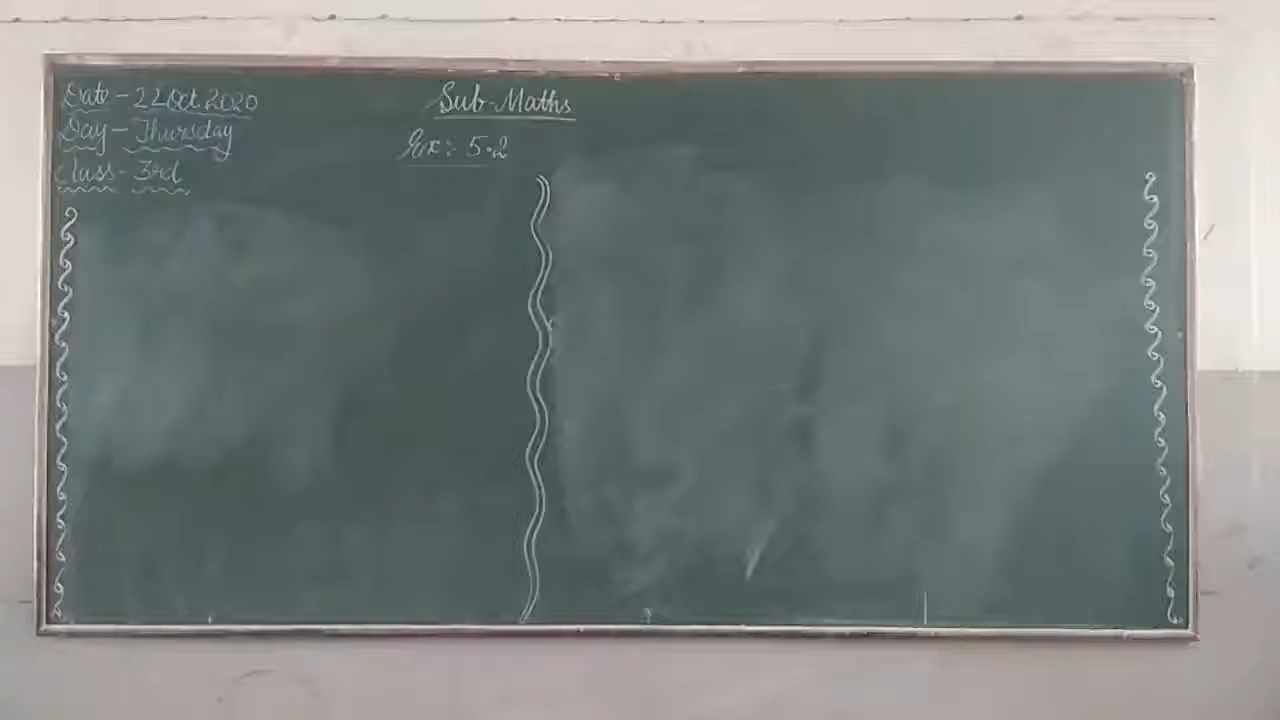 Date - 22 Oct 2020
Day - Thursday
Class - 3rd
Sub - Maths
Ex : 5.2